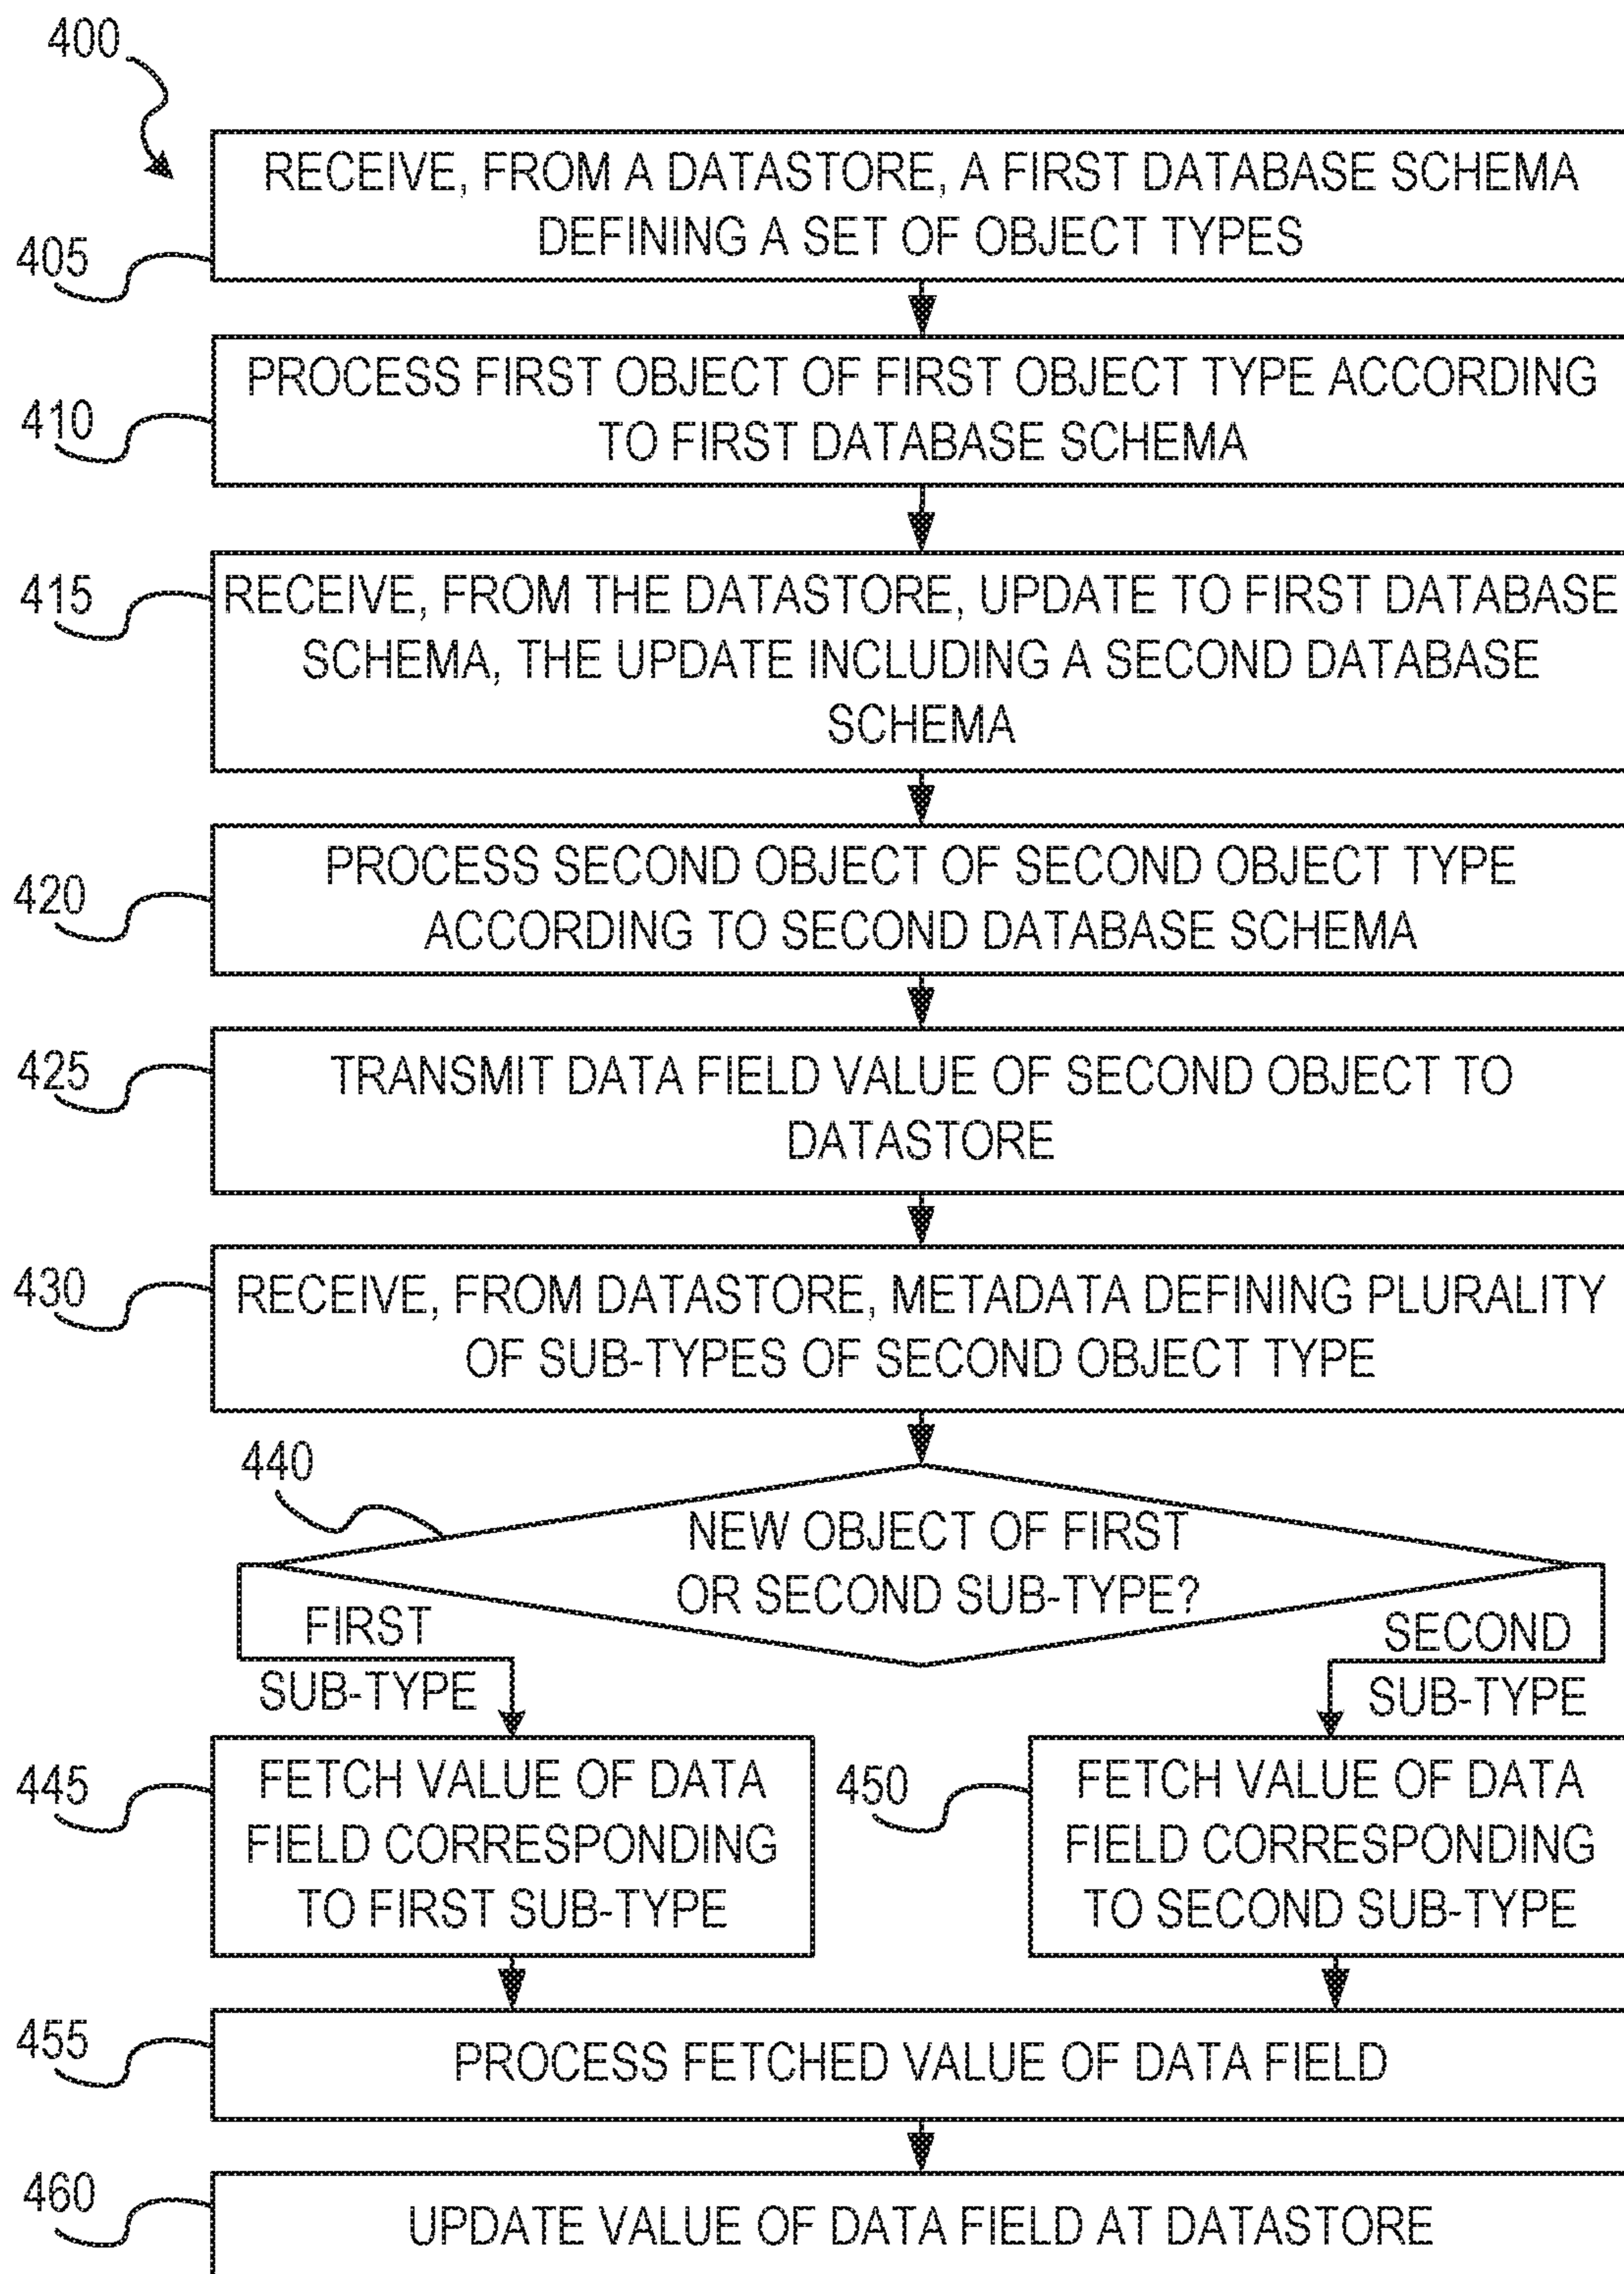 400
RECEIVE, FROM A DATASTORE, A FIRST DATABASE SCHEMA
DEFINING A SET OF OBJECT TYPES
405
PROCESS FIRST OBJECT OF FIRST OBJECT TYPE ACCORDING
TO FIRST DATABASE SCHEMA
410
RECEIVE, FROM THE DATASTORE, UPDATE TO FIRST DATABASE
SCHEMA, THE UPDATE INCLUDING A SECOND DATABASE
SCHEMA
415
PROCESS SECOND OBJECT OF SECOND OBJECT TYPE
ACCORDING TO SECOND DATABASE SCHEMA
420
TRANSMIT DATA FIELD VALUE OF SECOND OBJECT TO
DATASTORE
425
RECEIVE, FROM DATASTORE, METADATA DEFINING PLURALITY
OF SUB-TYPES OF SECOND OBJECT TYPE
430
440
NEW OBJECT OF FIRST
OR SECOND SUB-TYPE?
FIRST
SUB-TYPE
SECOND
SUB-TYPE
445
FETCH VALUE OF DATA
FIELD CORRESPONDING
TO FIRST SUB-TYPE
450
FETCH VALUE OF DATA
FIELD CORRESPONDING
TO SECOND SUB-TYPE
455
PROCESS FETCHED VALUE OF DATA FIELD
460
UPDATE VALUE OF DATA FIELD AT DATASTORE